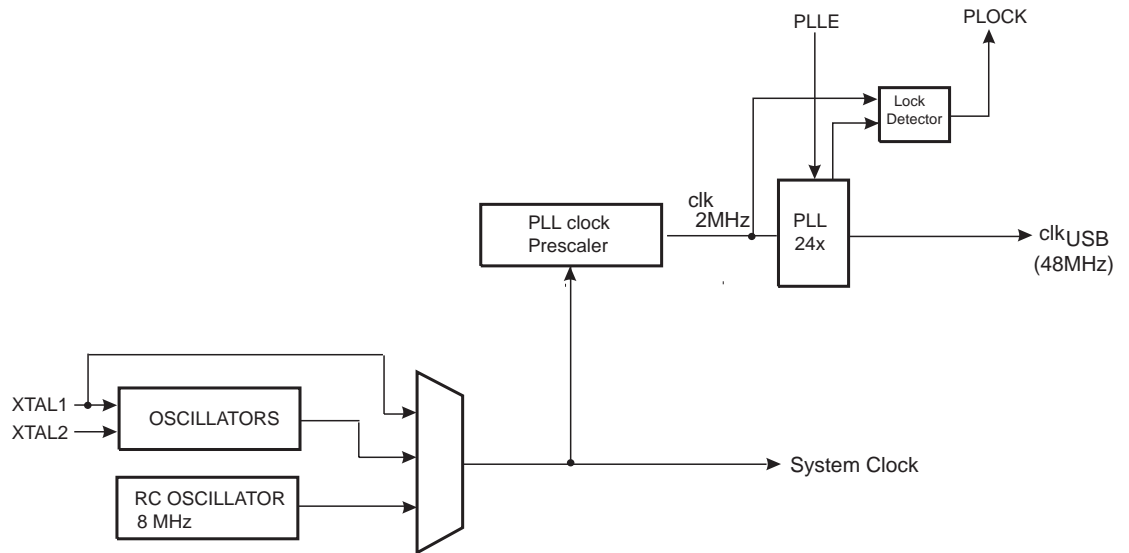 PLLE
PLOCK
Lock
Detector
clk
2MHz
PLL clock
Prescaler
PLL
24x
clkUSB
(48MHz)
XTAL1
XTAL2
OSCILLATORS
System Clock
RC OSCILLATOR
8 MHz